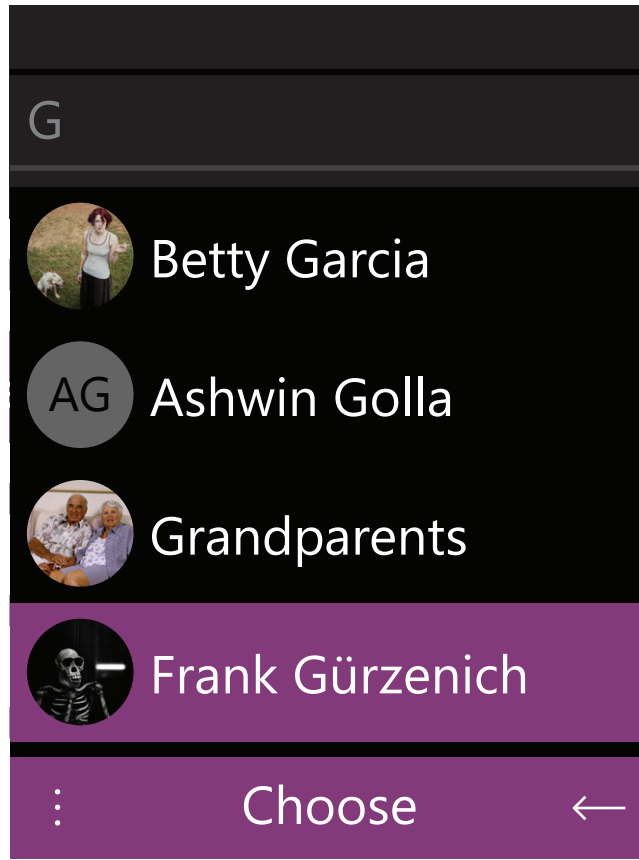 G
Betty Garcia
AG
Ashwin Golla
Grandparents
Frank Gürzenich
Choose